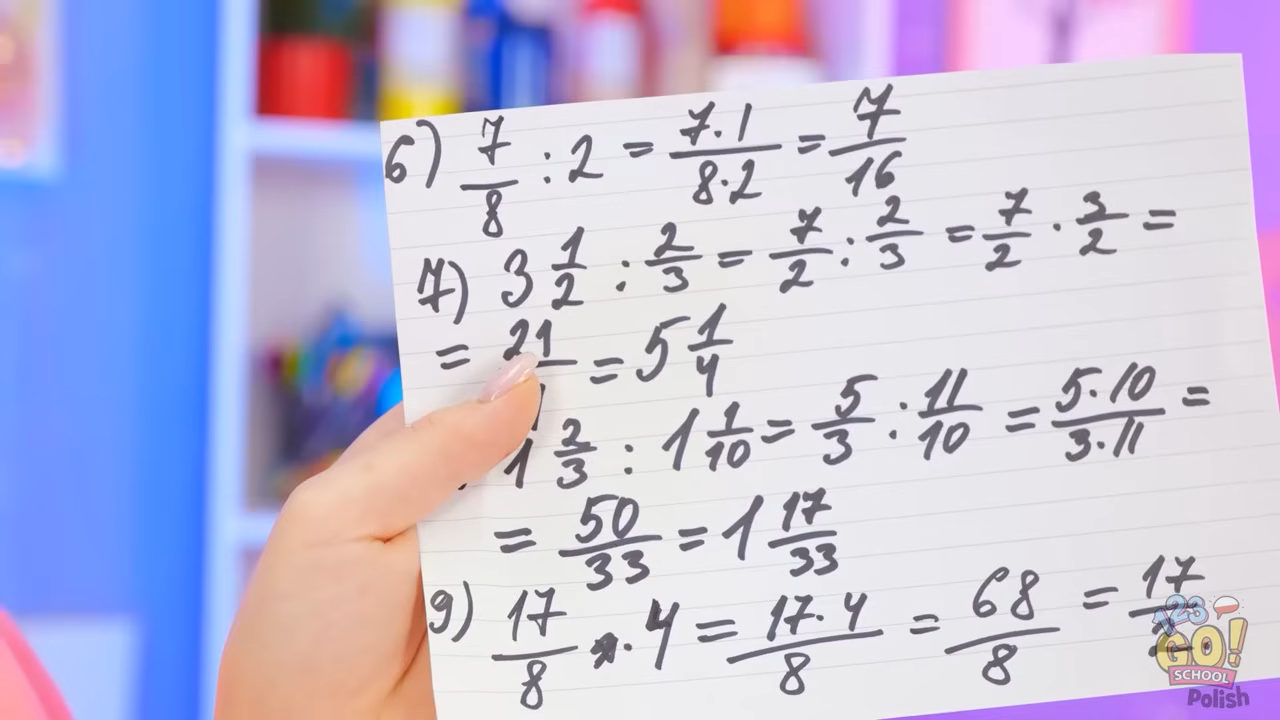 6) 7/8 : 2 = 7·1/8·2 = 7/16
7) 3 1/2 : 2/3 = 7/2 : 2/3 = 7/2 · 3/2 =
= 21/ = 5 1/4
1 2/3 : 1 1/10 = 5/3 : 11/10 = 5·10/3·11 =
= 50/33 = 1 17/33
9) 17/8 · 4 = 17·4/8 = 68/8 = 17/
123 GO!
SCHOOL
Polish